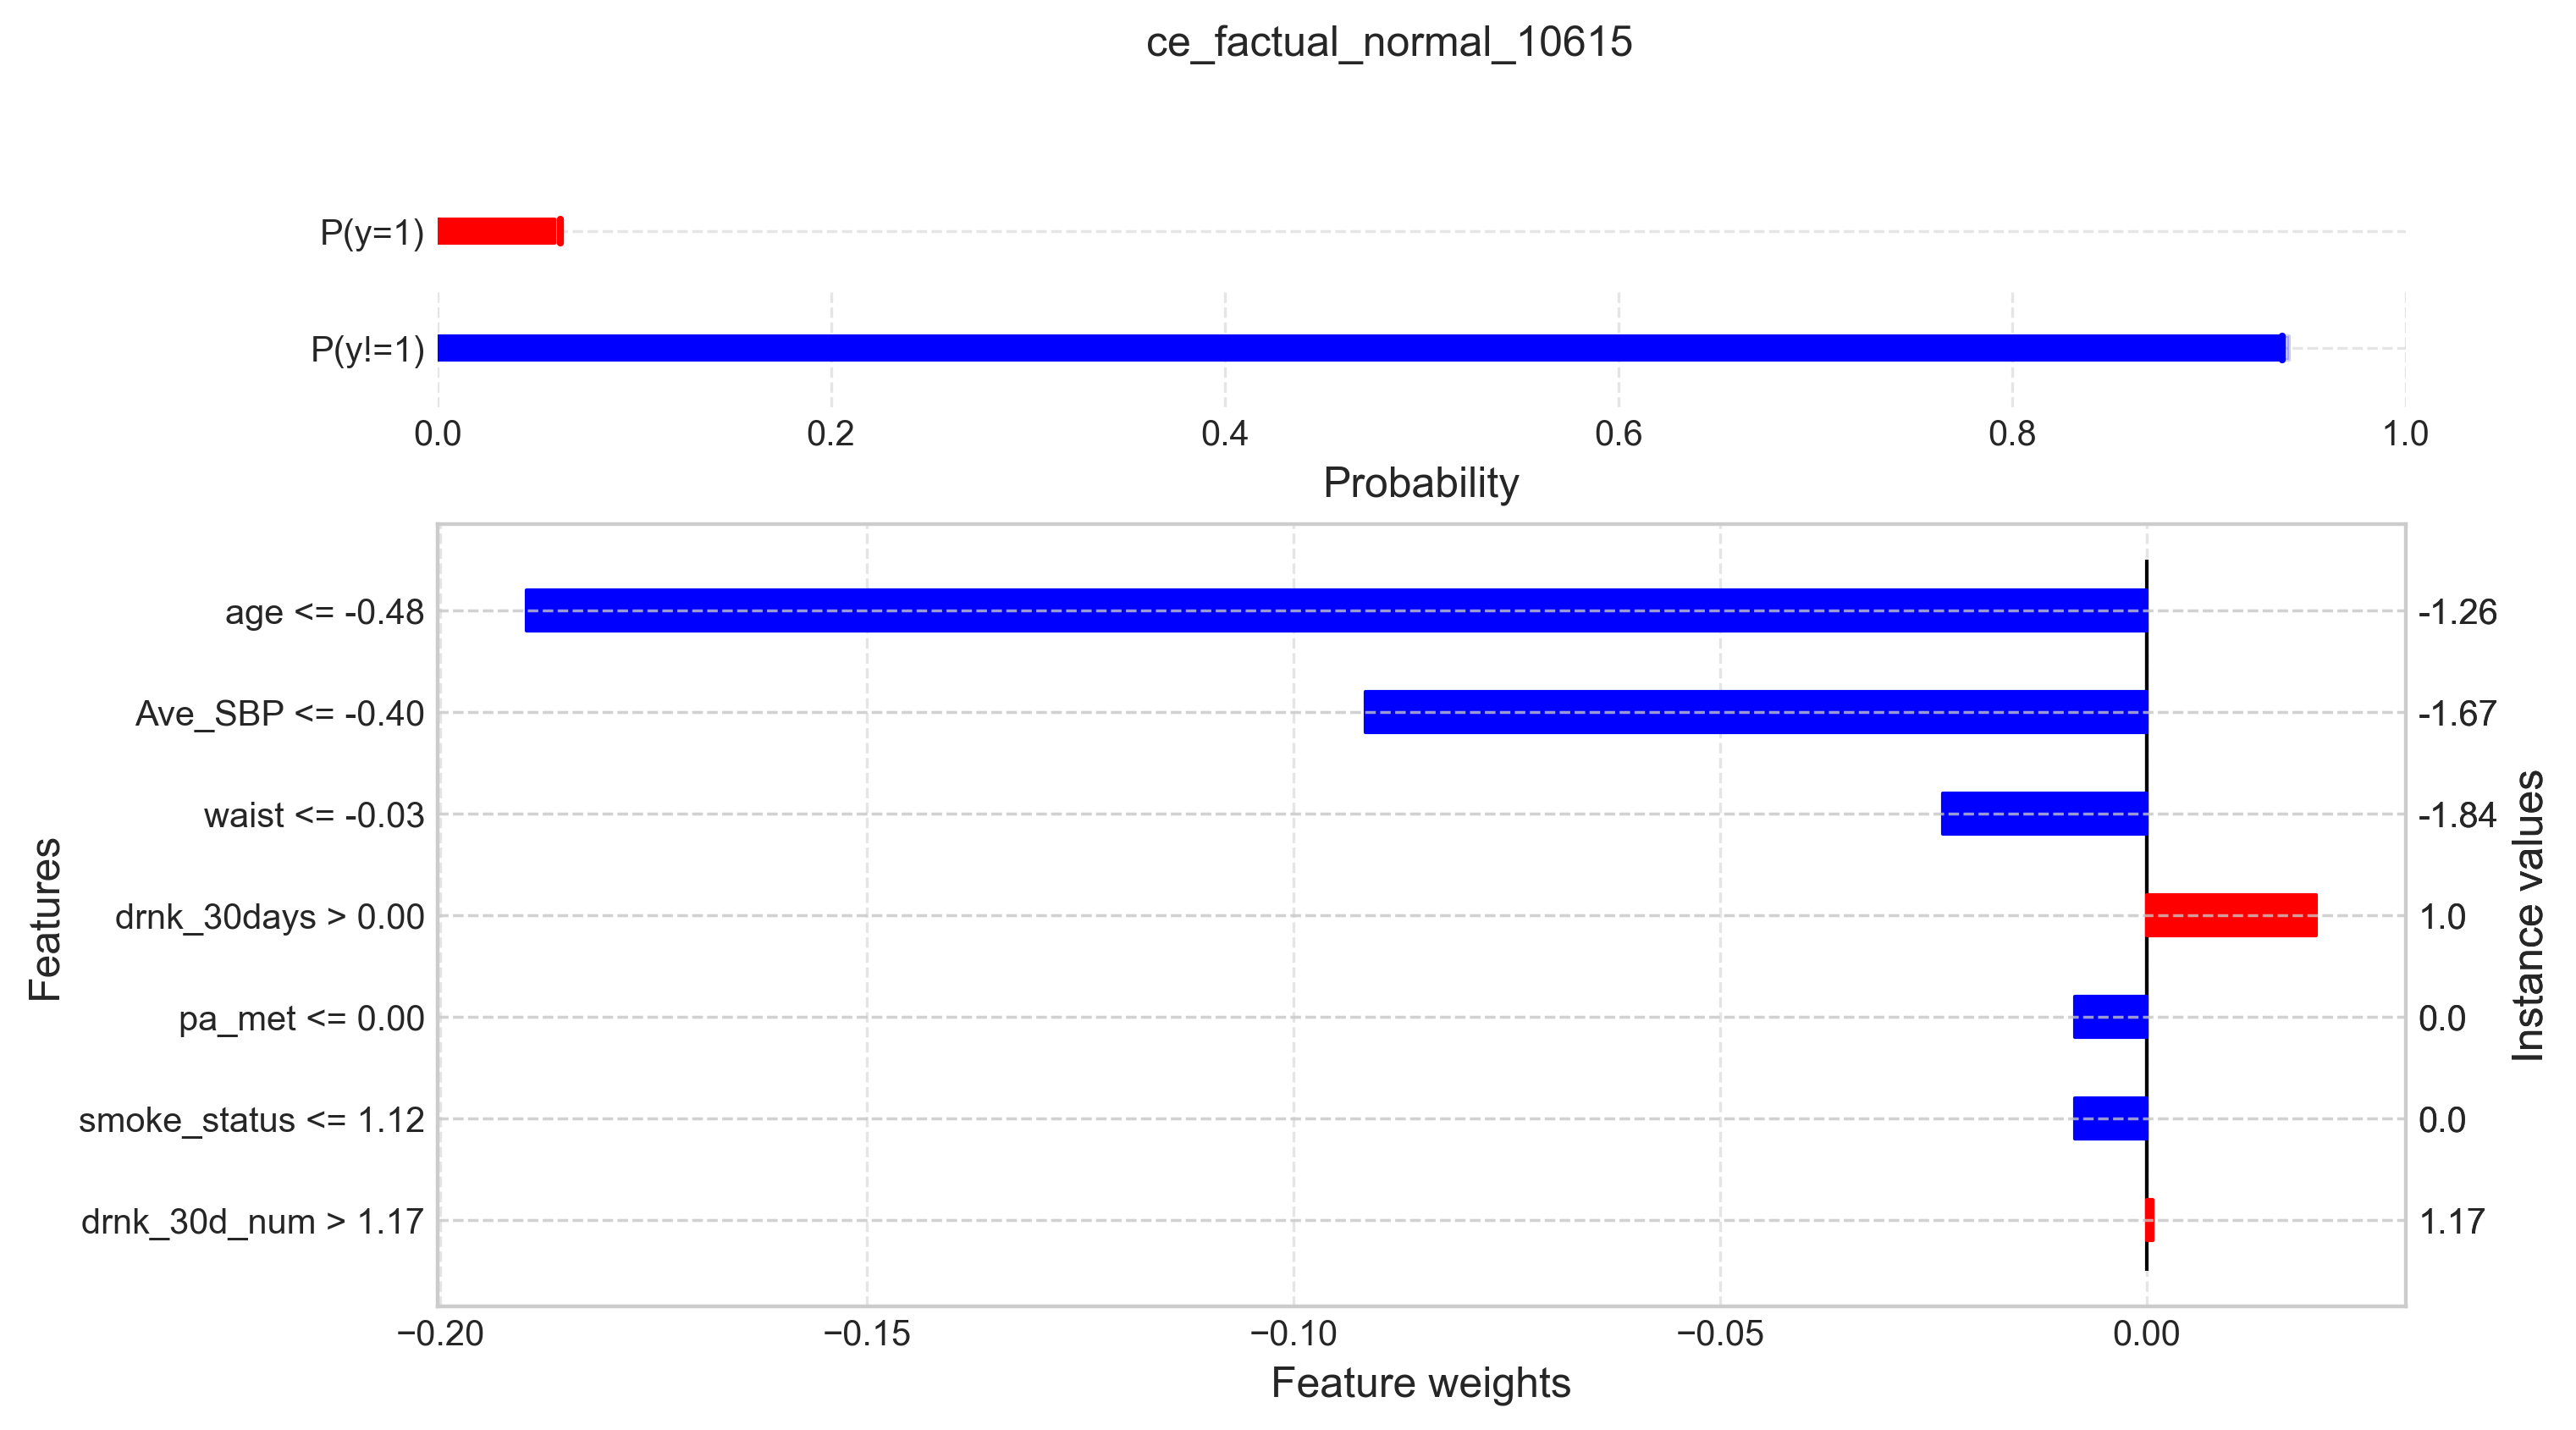 ce_factual_normal_10615
P(y=1)
P(y!=1)
0.0 0.2 0.4 0.6 0.8 1.0
Probability
age <= -0.48 -1.26
Ave_SBP <= -0.40 -1.67
waist <= -0.03 -1.84
drnk_30days > 0.00 1.0
pa_met <= 0.00 0.0
smoke_status <= 1.12 0.0
drnk_30d_num > 1.17 1.17
Features
Instance values
−0.20 −0.15 −0.10 −0.05 0.00
Feature weights